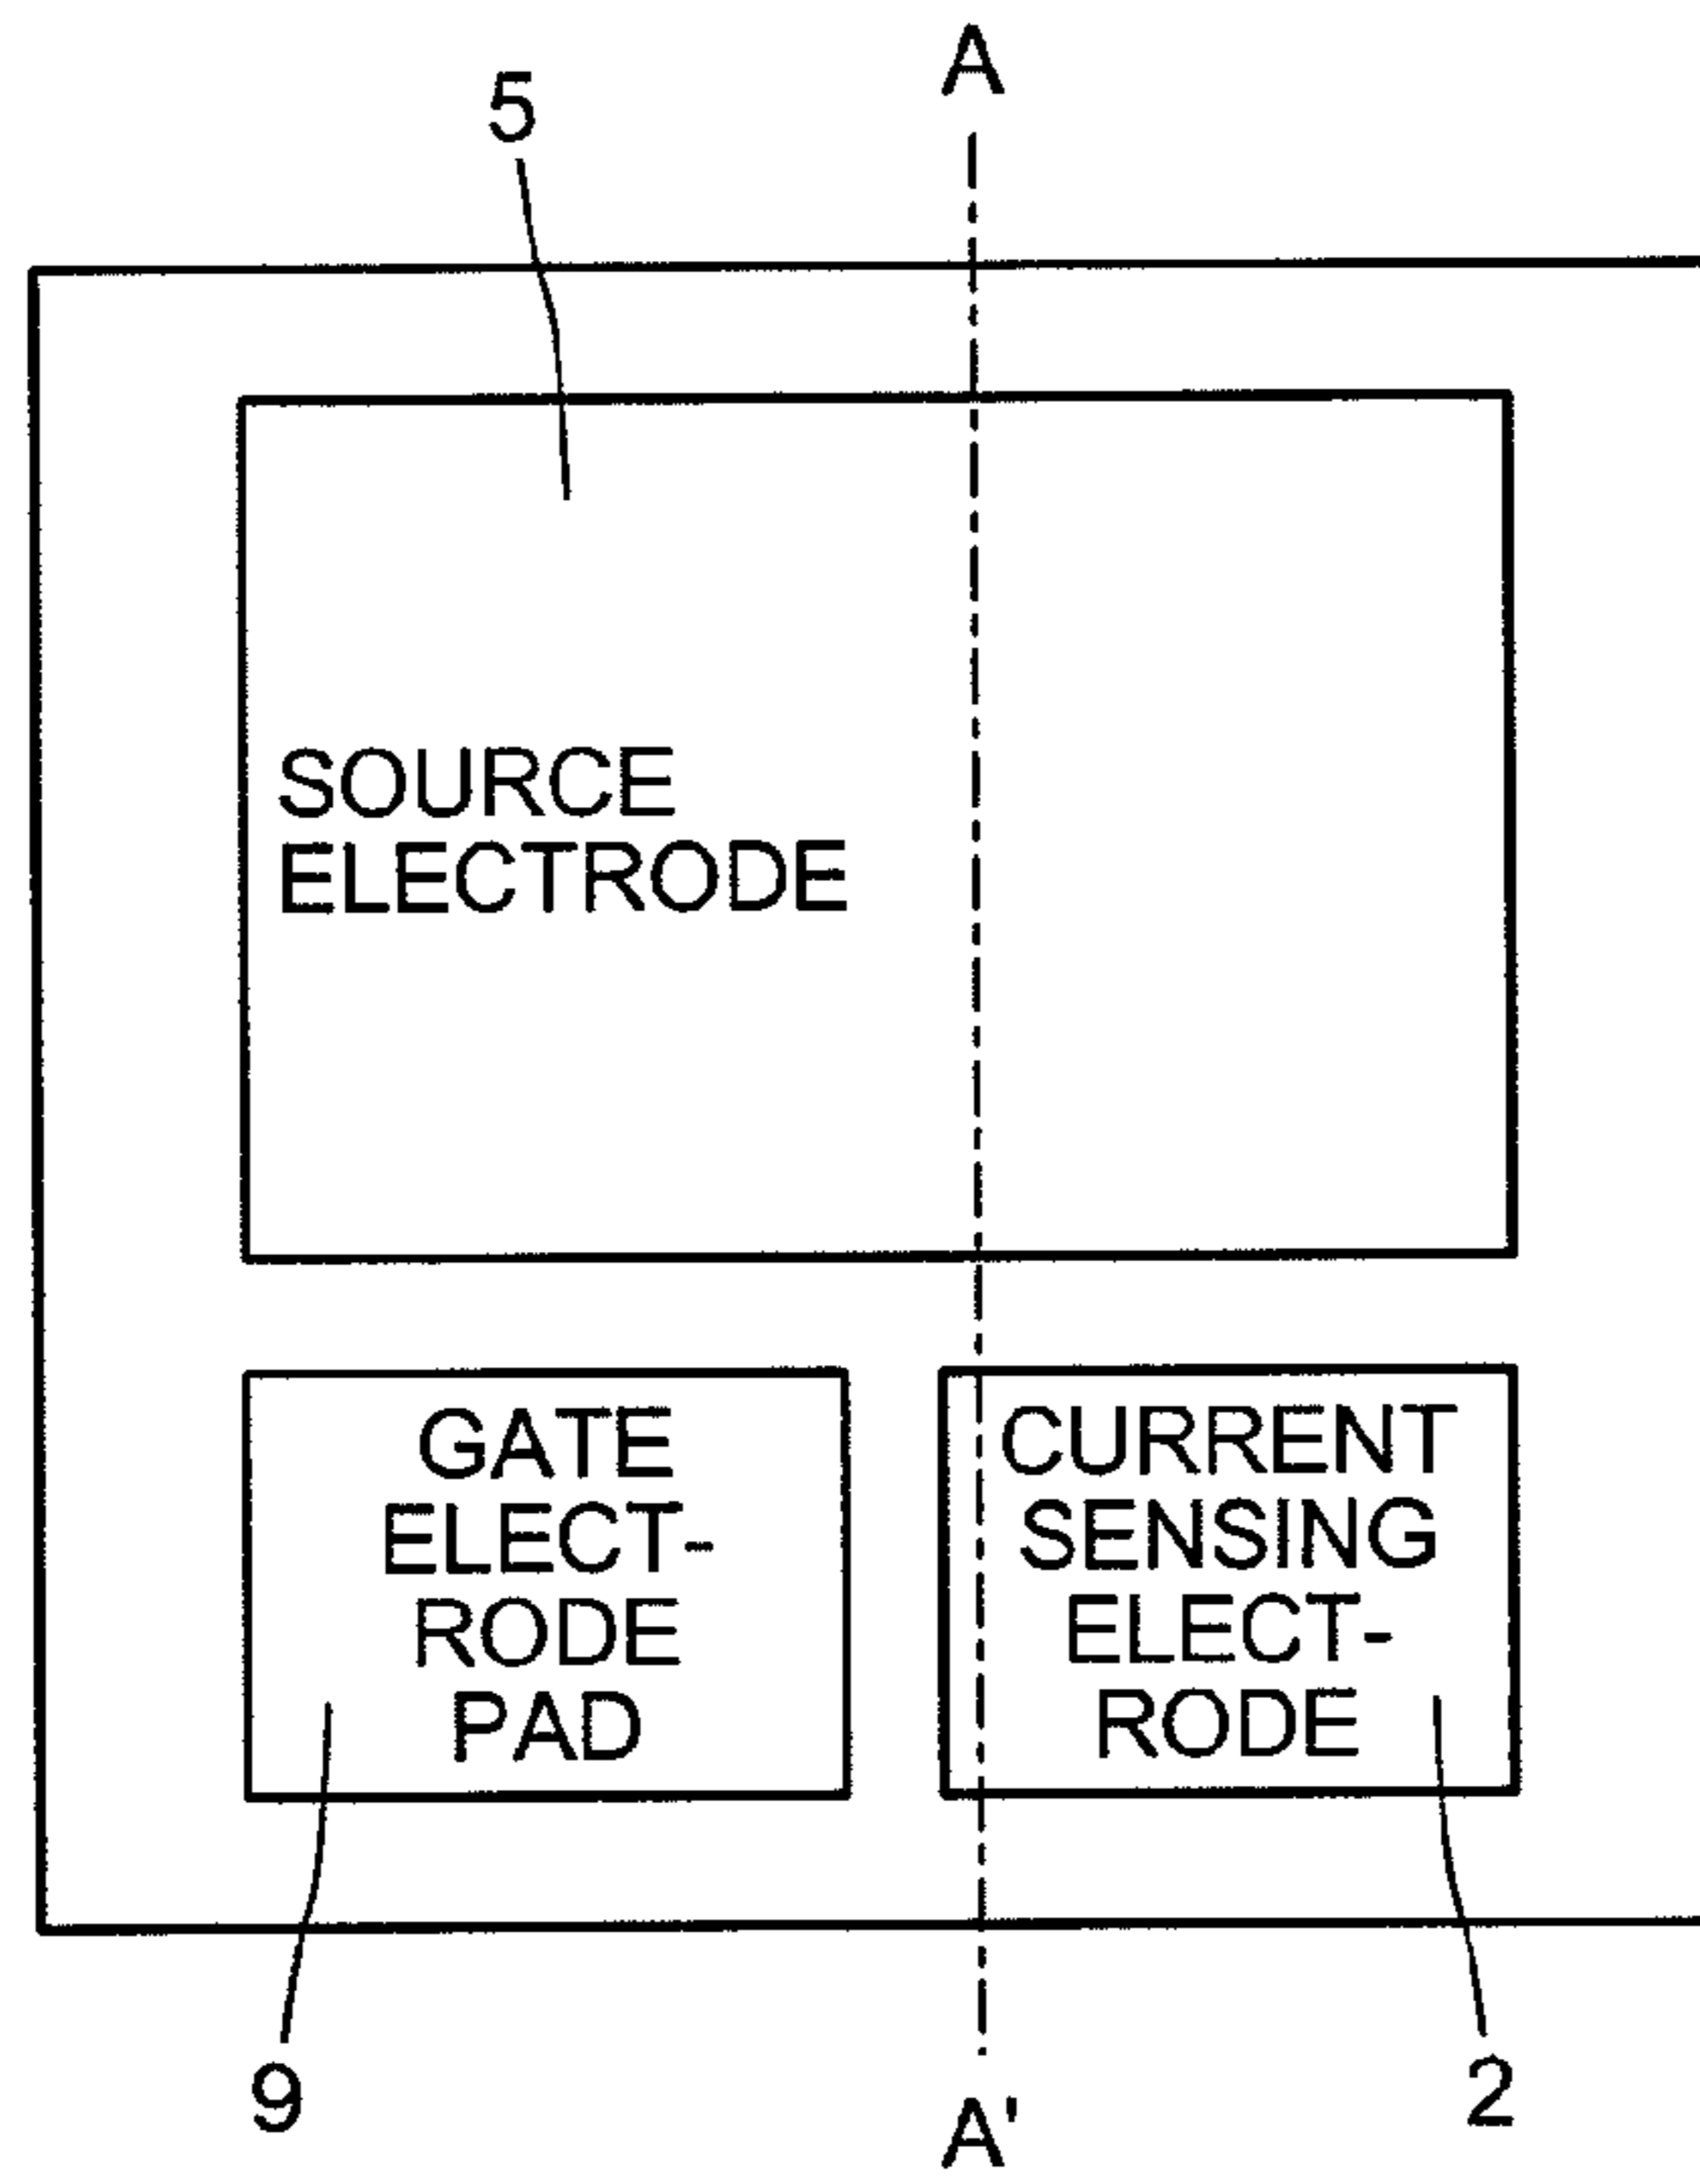 A
5
SOURCE
ELECTRODE
GATE
ELECT-
RODE
PAD
CURRENT
SENSING
ELECT-
RODE
9
A'
2